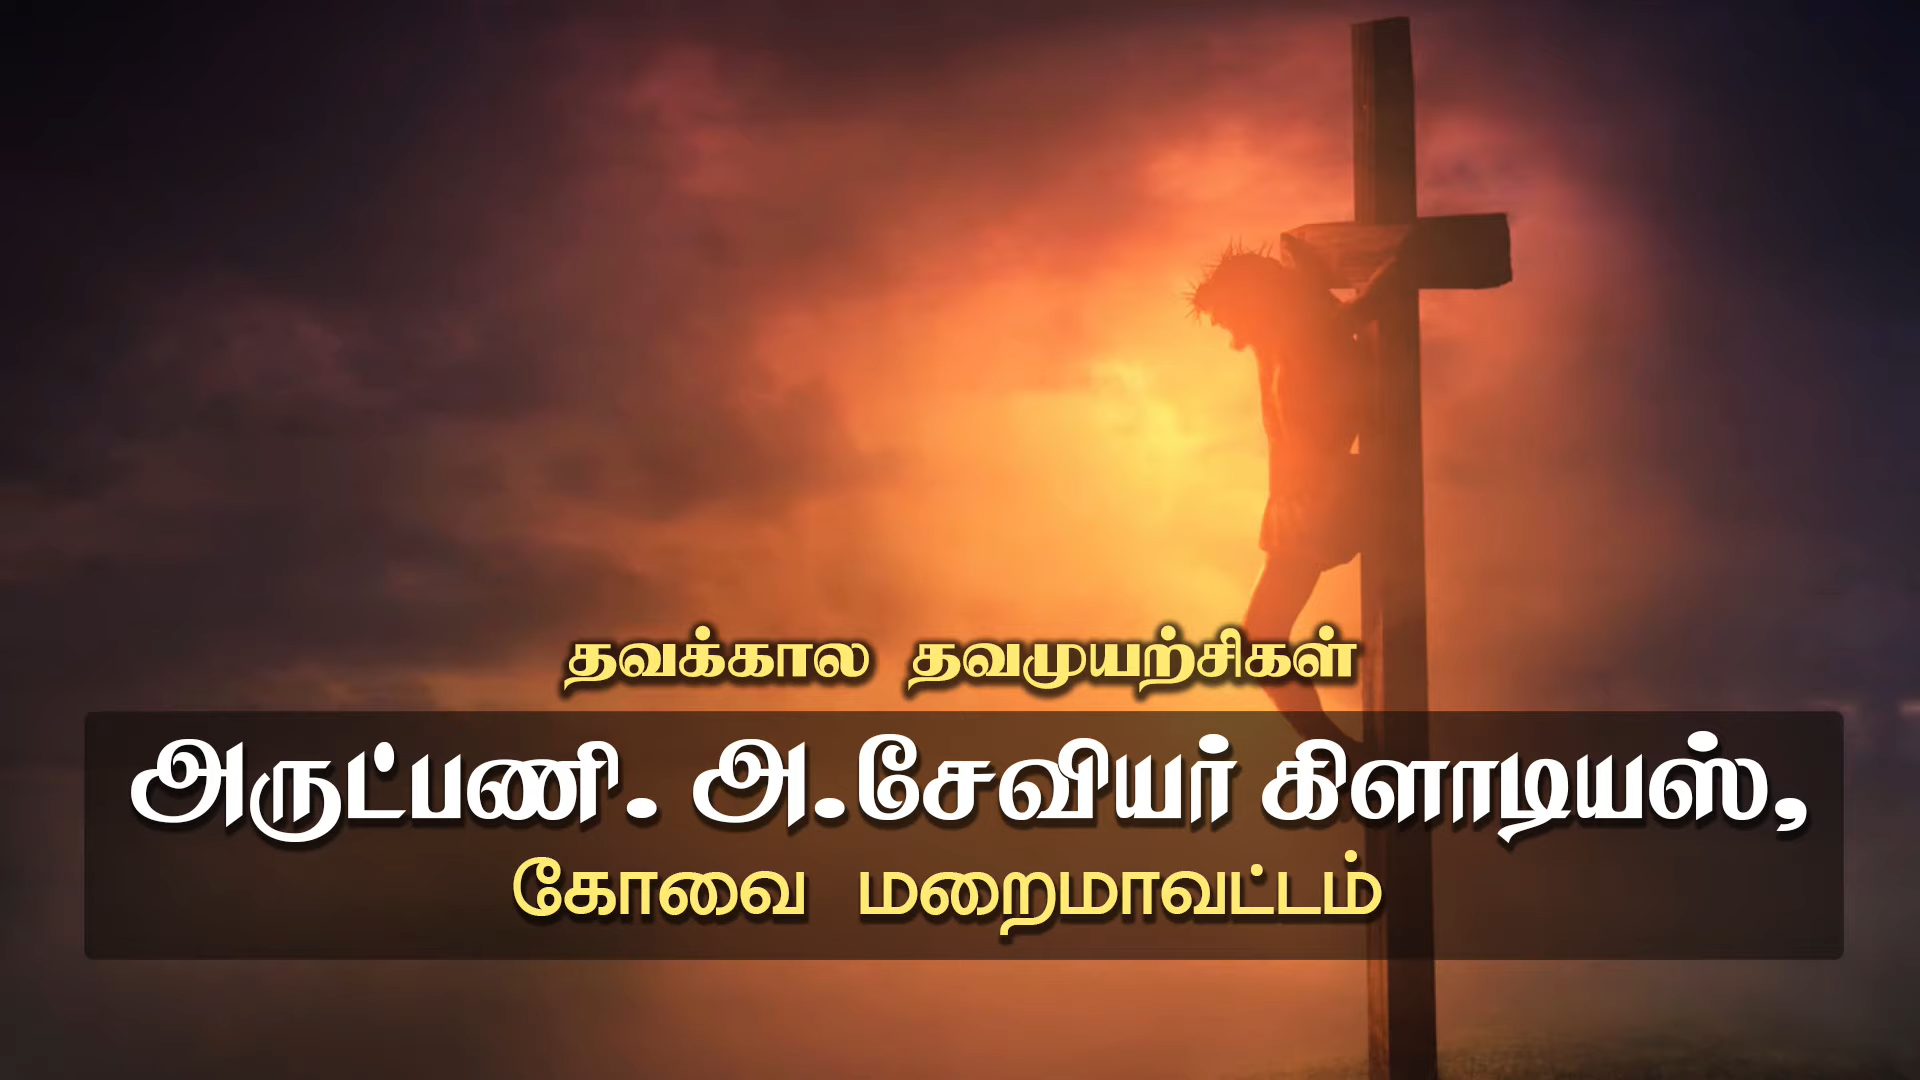 தவக்கால தவமுயற்சிகள்
அருட்பணி. அ.சேவியர் கிளாடியஸ்,
கோவை மறைமாவட்டம்